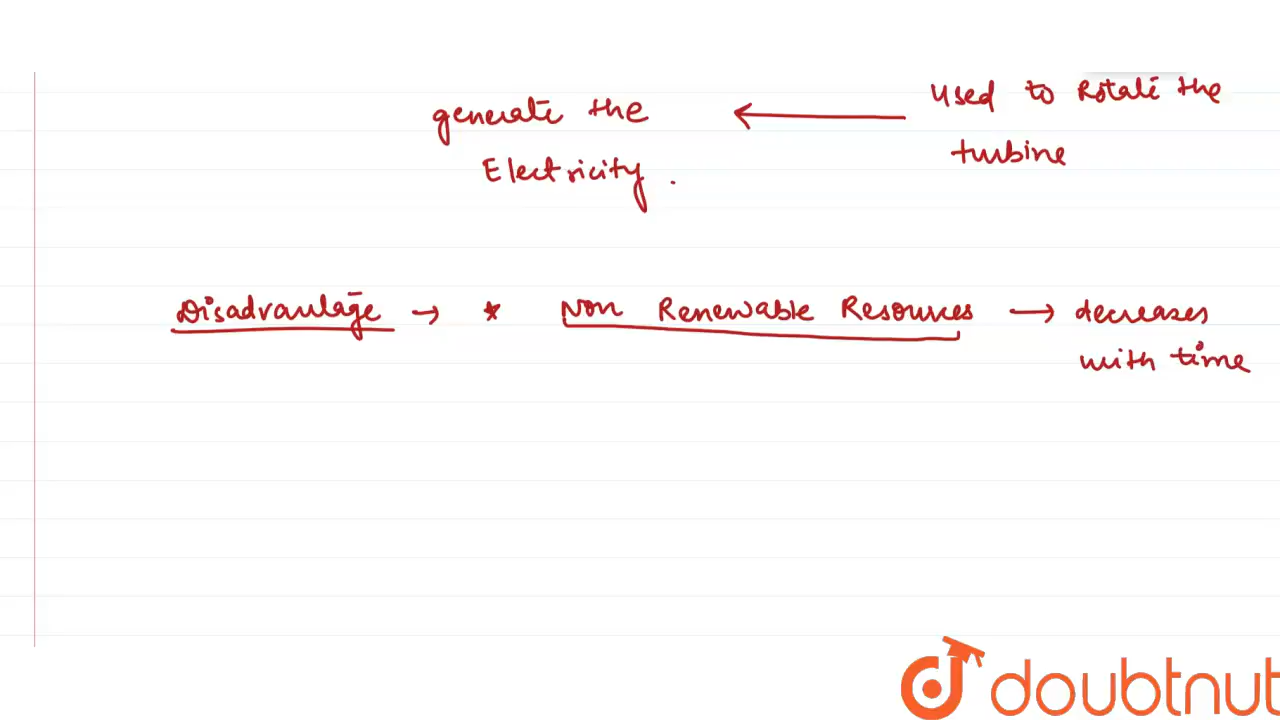 generate the
Electricity.
Used to Rotate the
turbine
Disadvantage → * Non Renewable Resources → decreases
with time
doubtnut